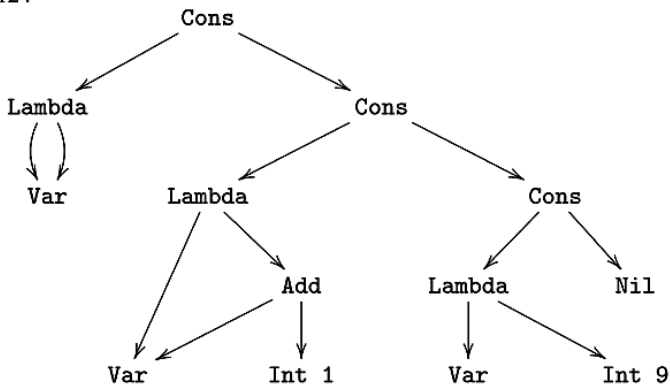 Cons
Lambda Cons
Var Lambda Cons
Add Lambda Nil
Var Int 1 Var Int 9